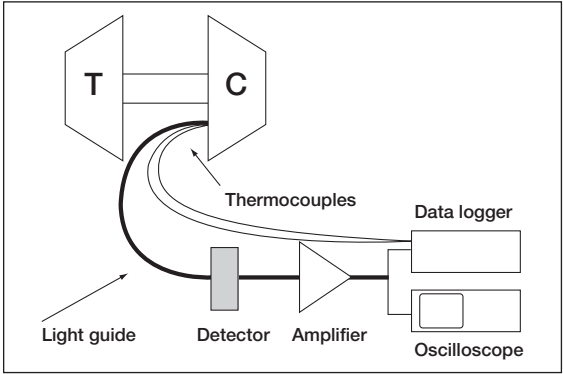 T
C
Thermocouples
Data logger
Light guide
Detector
Amplifier
Oscilloscope